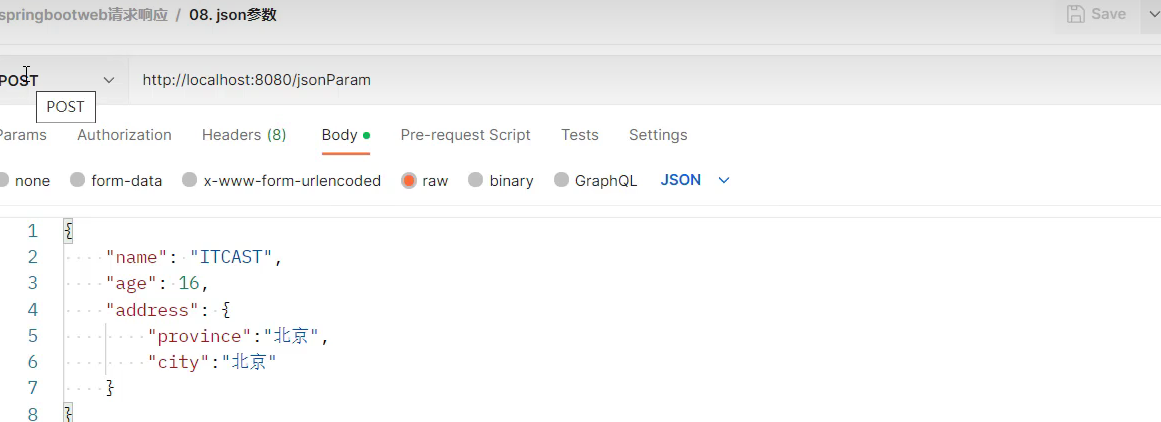 springbootweb请求响应 / 08. json参数 Save
POST http://localhost:8080/jsonParam
POST
Params Authorization Headers (8) Body Pre-request Script Tests Settings
none form-data x-www-form-urlencoded raw binary GraphQL JSON
1 {
2 "name": "ITCAST",
3 "age": 16,
4 "address": {
5 "province":"北京",
6 "city":"北京"
7 }
8 }